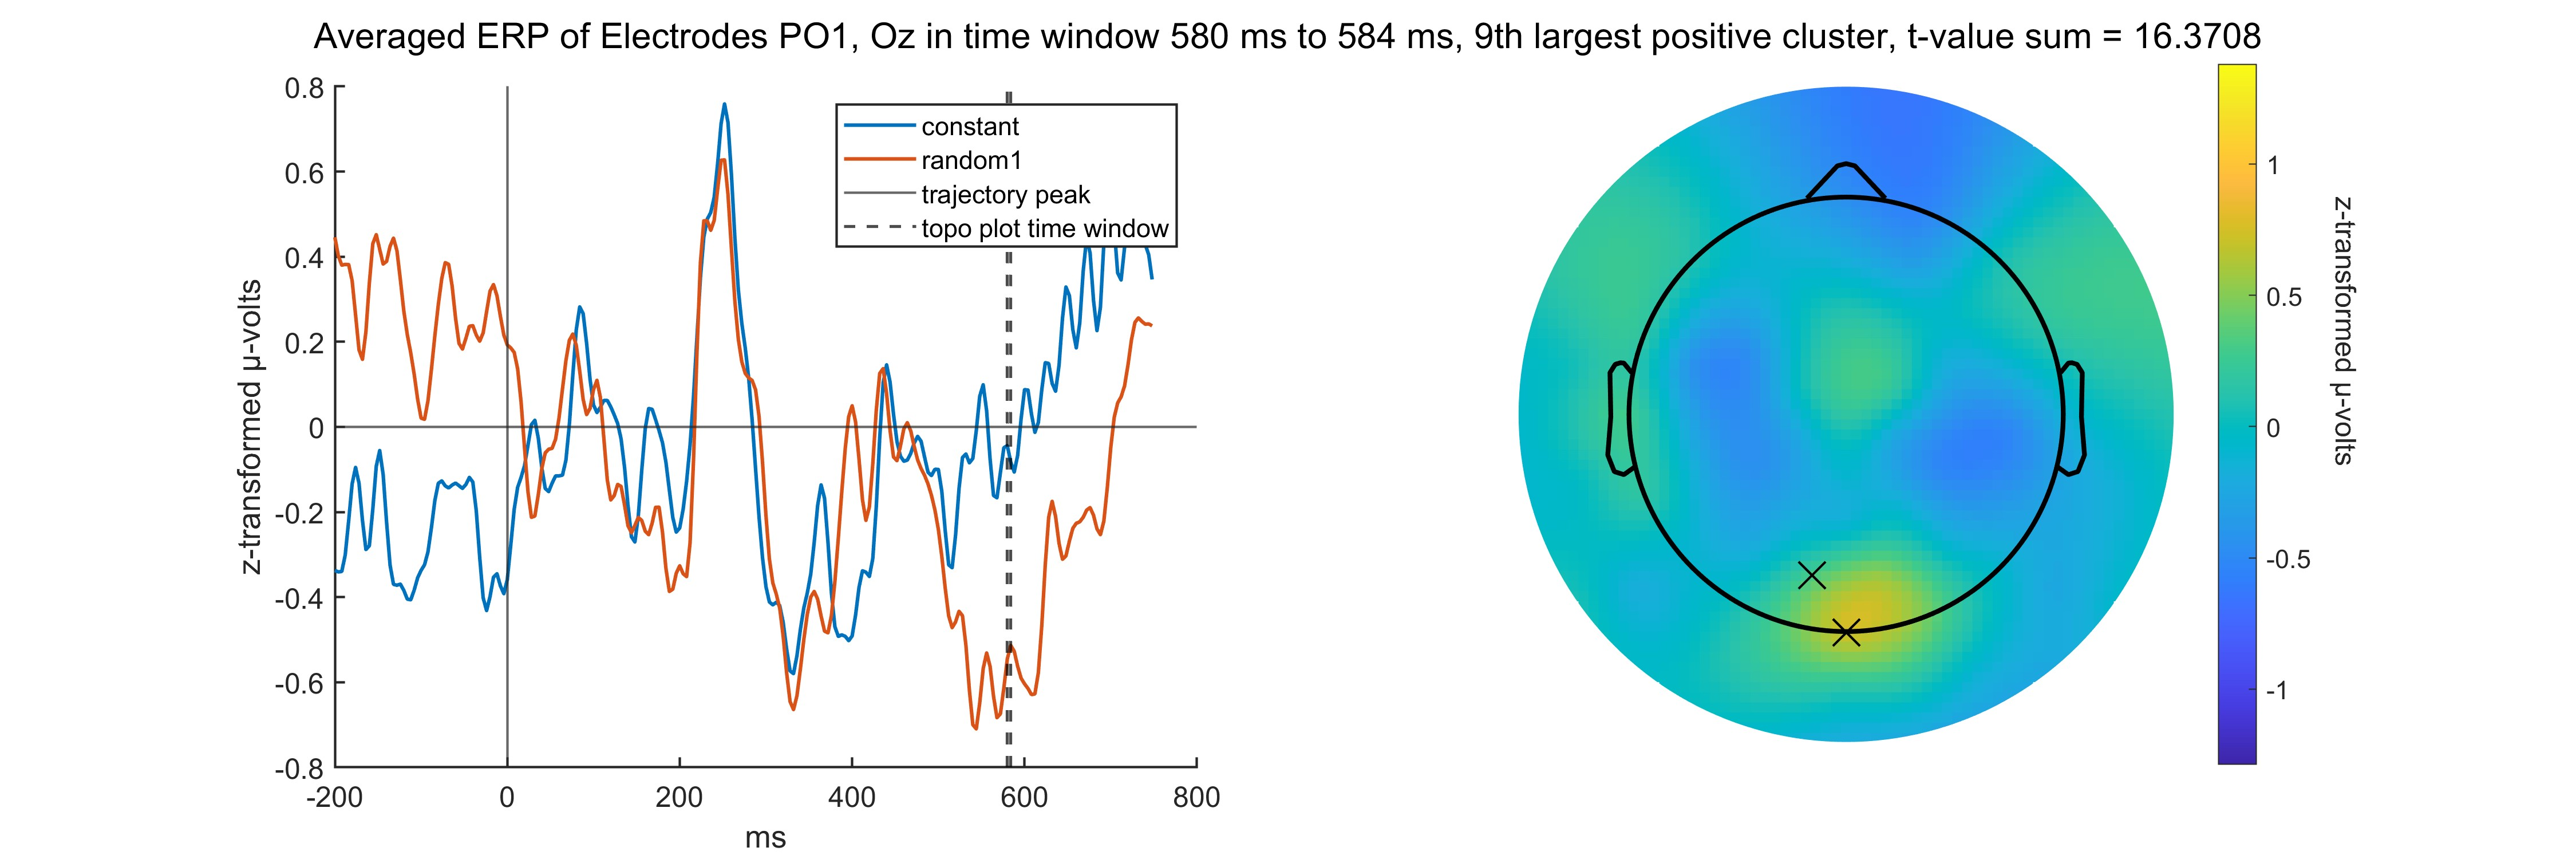 Averaged ERP of Electrodes PO1, Oz in time window 580 ms to 584 ms, 9th largest positive cluster, t-value sum = 16.3708
z-transformed μ-volts
0.8
0.6
0.4
0.2
0
-0.2
-0.4
-0.6
-0.8
-200
0
200
400
600
800
ms
constant
random1
trajectory peak
topo plot time window
1
0.5
0
-0.5
-1
z-transformed μ-volts